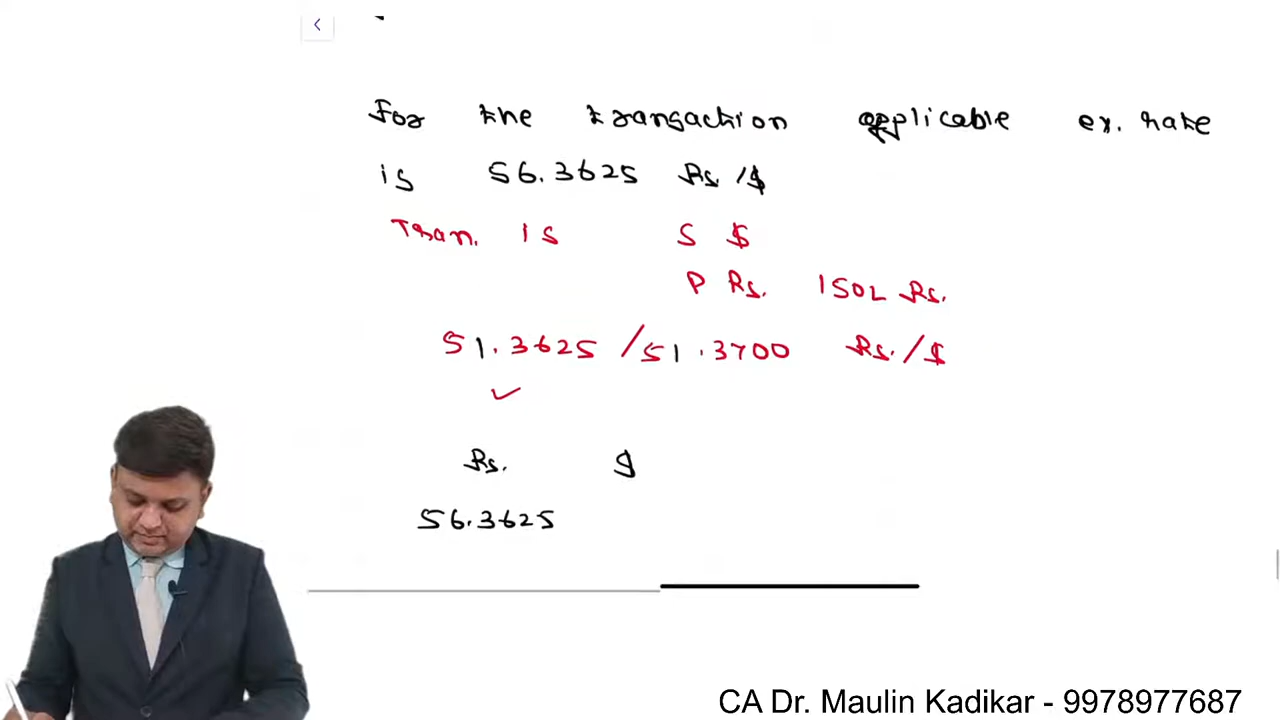 For the transaction applicable ex. rate
is 56.3625 Rs. /$
Tran. is S $
P Rs. 150L Rs.
51.3625 / 51.3700 Rs. / $
Rs. $
56.3625
CA Dr. Maulin Kadikar - 9978977687